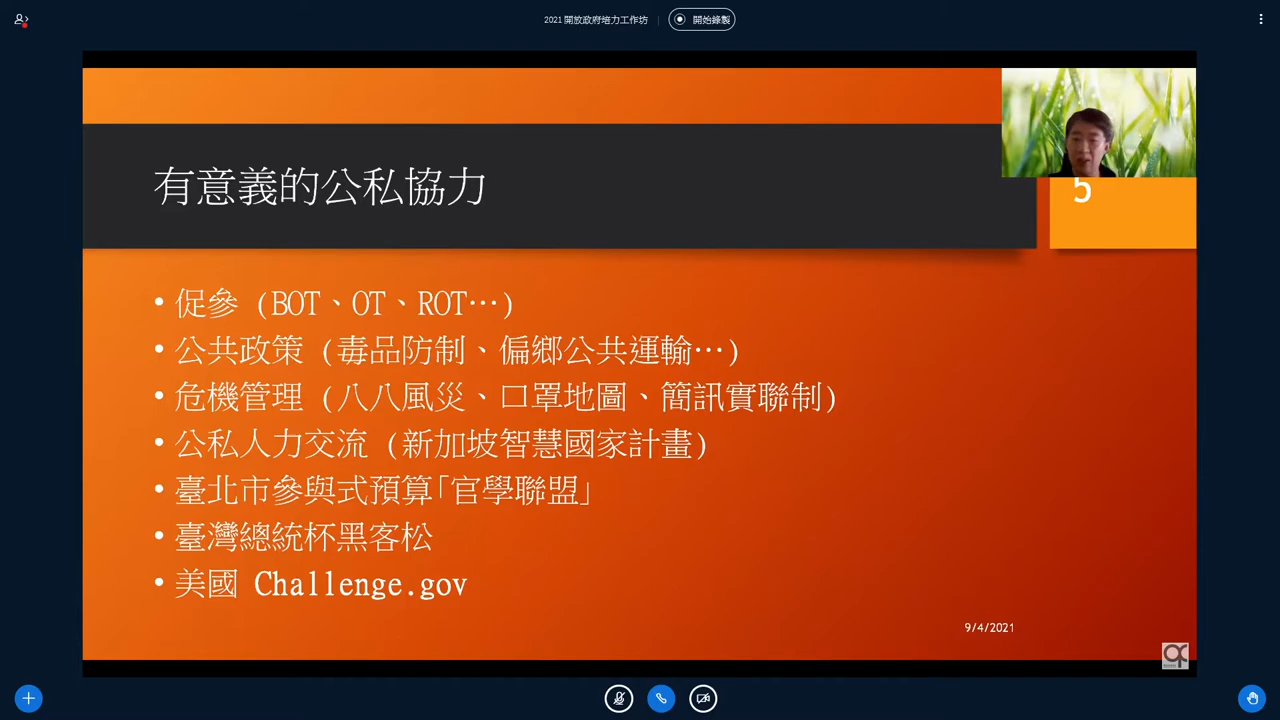 2021 開放政府培力工作坊
開始錄製
有意義的公私協力
5
• 促參 (BOT、OT、ROT…)
• 公共政策 (毒品防制、偏鄉公共運輸…)
• 危機管理 (八八風災、口罩地圖、簡訊實聯制)
• 公私人力交流 (新加坡智慧國家計畫)
• 臺北市參與式預算「官學聯盟」
• 臺灣總統杯黑客松
• 美國 Challenge.gov
9/4/2021